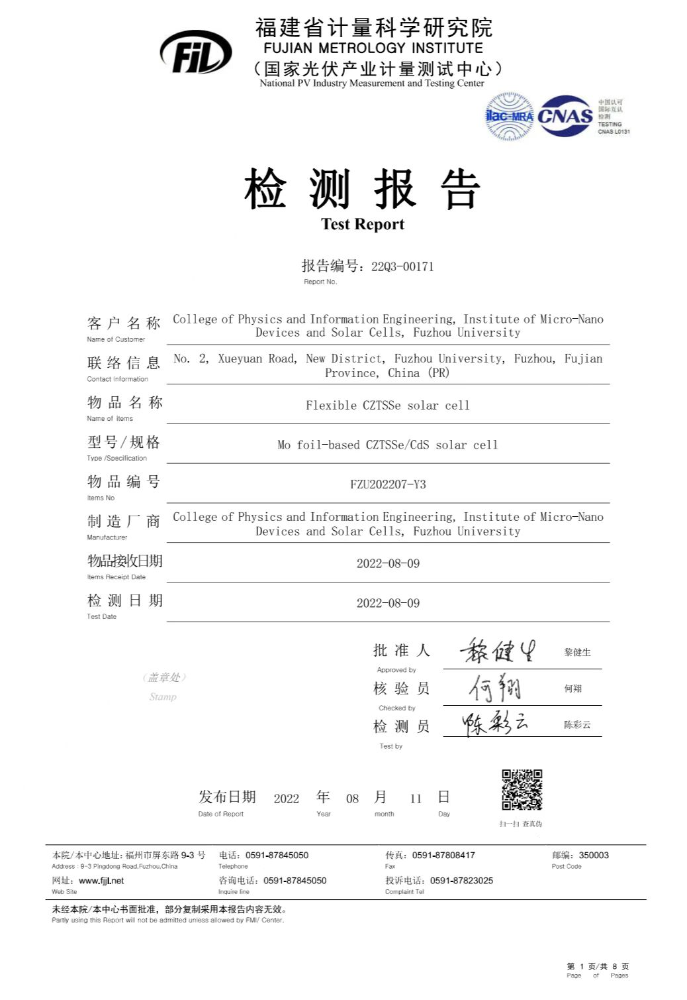 FJL
福建省计量科学研究院
FUJIAN METROLOGY INSTITUTE
（国家光伏产业计量测试中心）
National PV Industry Measurement and Testing Center
ilac-MRA
CNAS
中国认可
国际互认
检测
TESTING
CNAS L0131
检测报告
Test Report
报告编号: 22Q3-00171
Report No.
客户名称 College of Physics and Information Engineering, Institute of Micro-Nano
Name of Customer Devices and Solar Cells, Fuzhou University
联络信息 No. 2, Xueyuan Road, New District, Fuzhou University, Fuzhou, Fujian
Contact Information Province, China (PR)
物品名称 Flexible CZTSSe solar cell
Name of Items
型号/规格 Mo foil-based CZTSSe/CdS solar cell
Type /Specification
物品编号 FZU202207-Y3
Items No
制造厂商 College of Physics and Information Engineering, Institute of Micro-Nano
Manufacturer Devices and Solar Cells, Fuzhou University
物品接收日期 2022-08-09
Items Receipt Date
检测日期 2022-08-09
Test Date
批准人 黎健生 黎健生
Approved by
（盖章处）
Stamp
核验员 何翔 何翔
Checked by
检测员 陈彩云 陈彩云
Test by
发布日期 2022 年 08 月 11 日
Date of Report Year month Day
扫一扫 查真伪
本院/本中心地址: 福州市屏东路 9-3 号 电话: 0591-87845050 传真: 0591-87808417 邮编: 350003
Address : 9-3 Pingdong Road,Fuzhou,China Telephone Fax Post Code
网址: www.fjjl.net 咨询电话: 0591-87845050 投诉电话: 0591-87823025
Web Site Inquire line Complaint Tel
未经本院/本中心书面批准，部分复制采用本报告内容无效。
Partly using this Report will not be admitted unless allowed by FMI/ Center.
第 1 页/共 8 页
Page of Pages